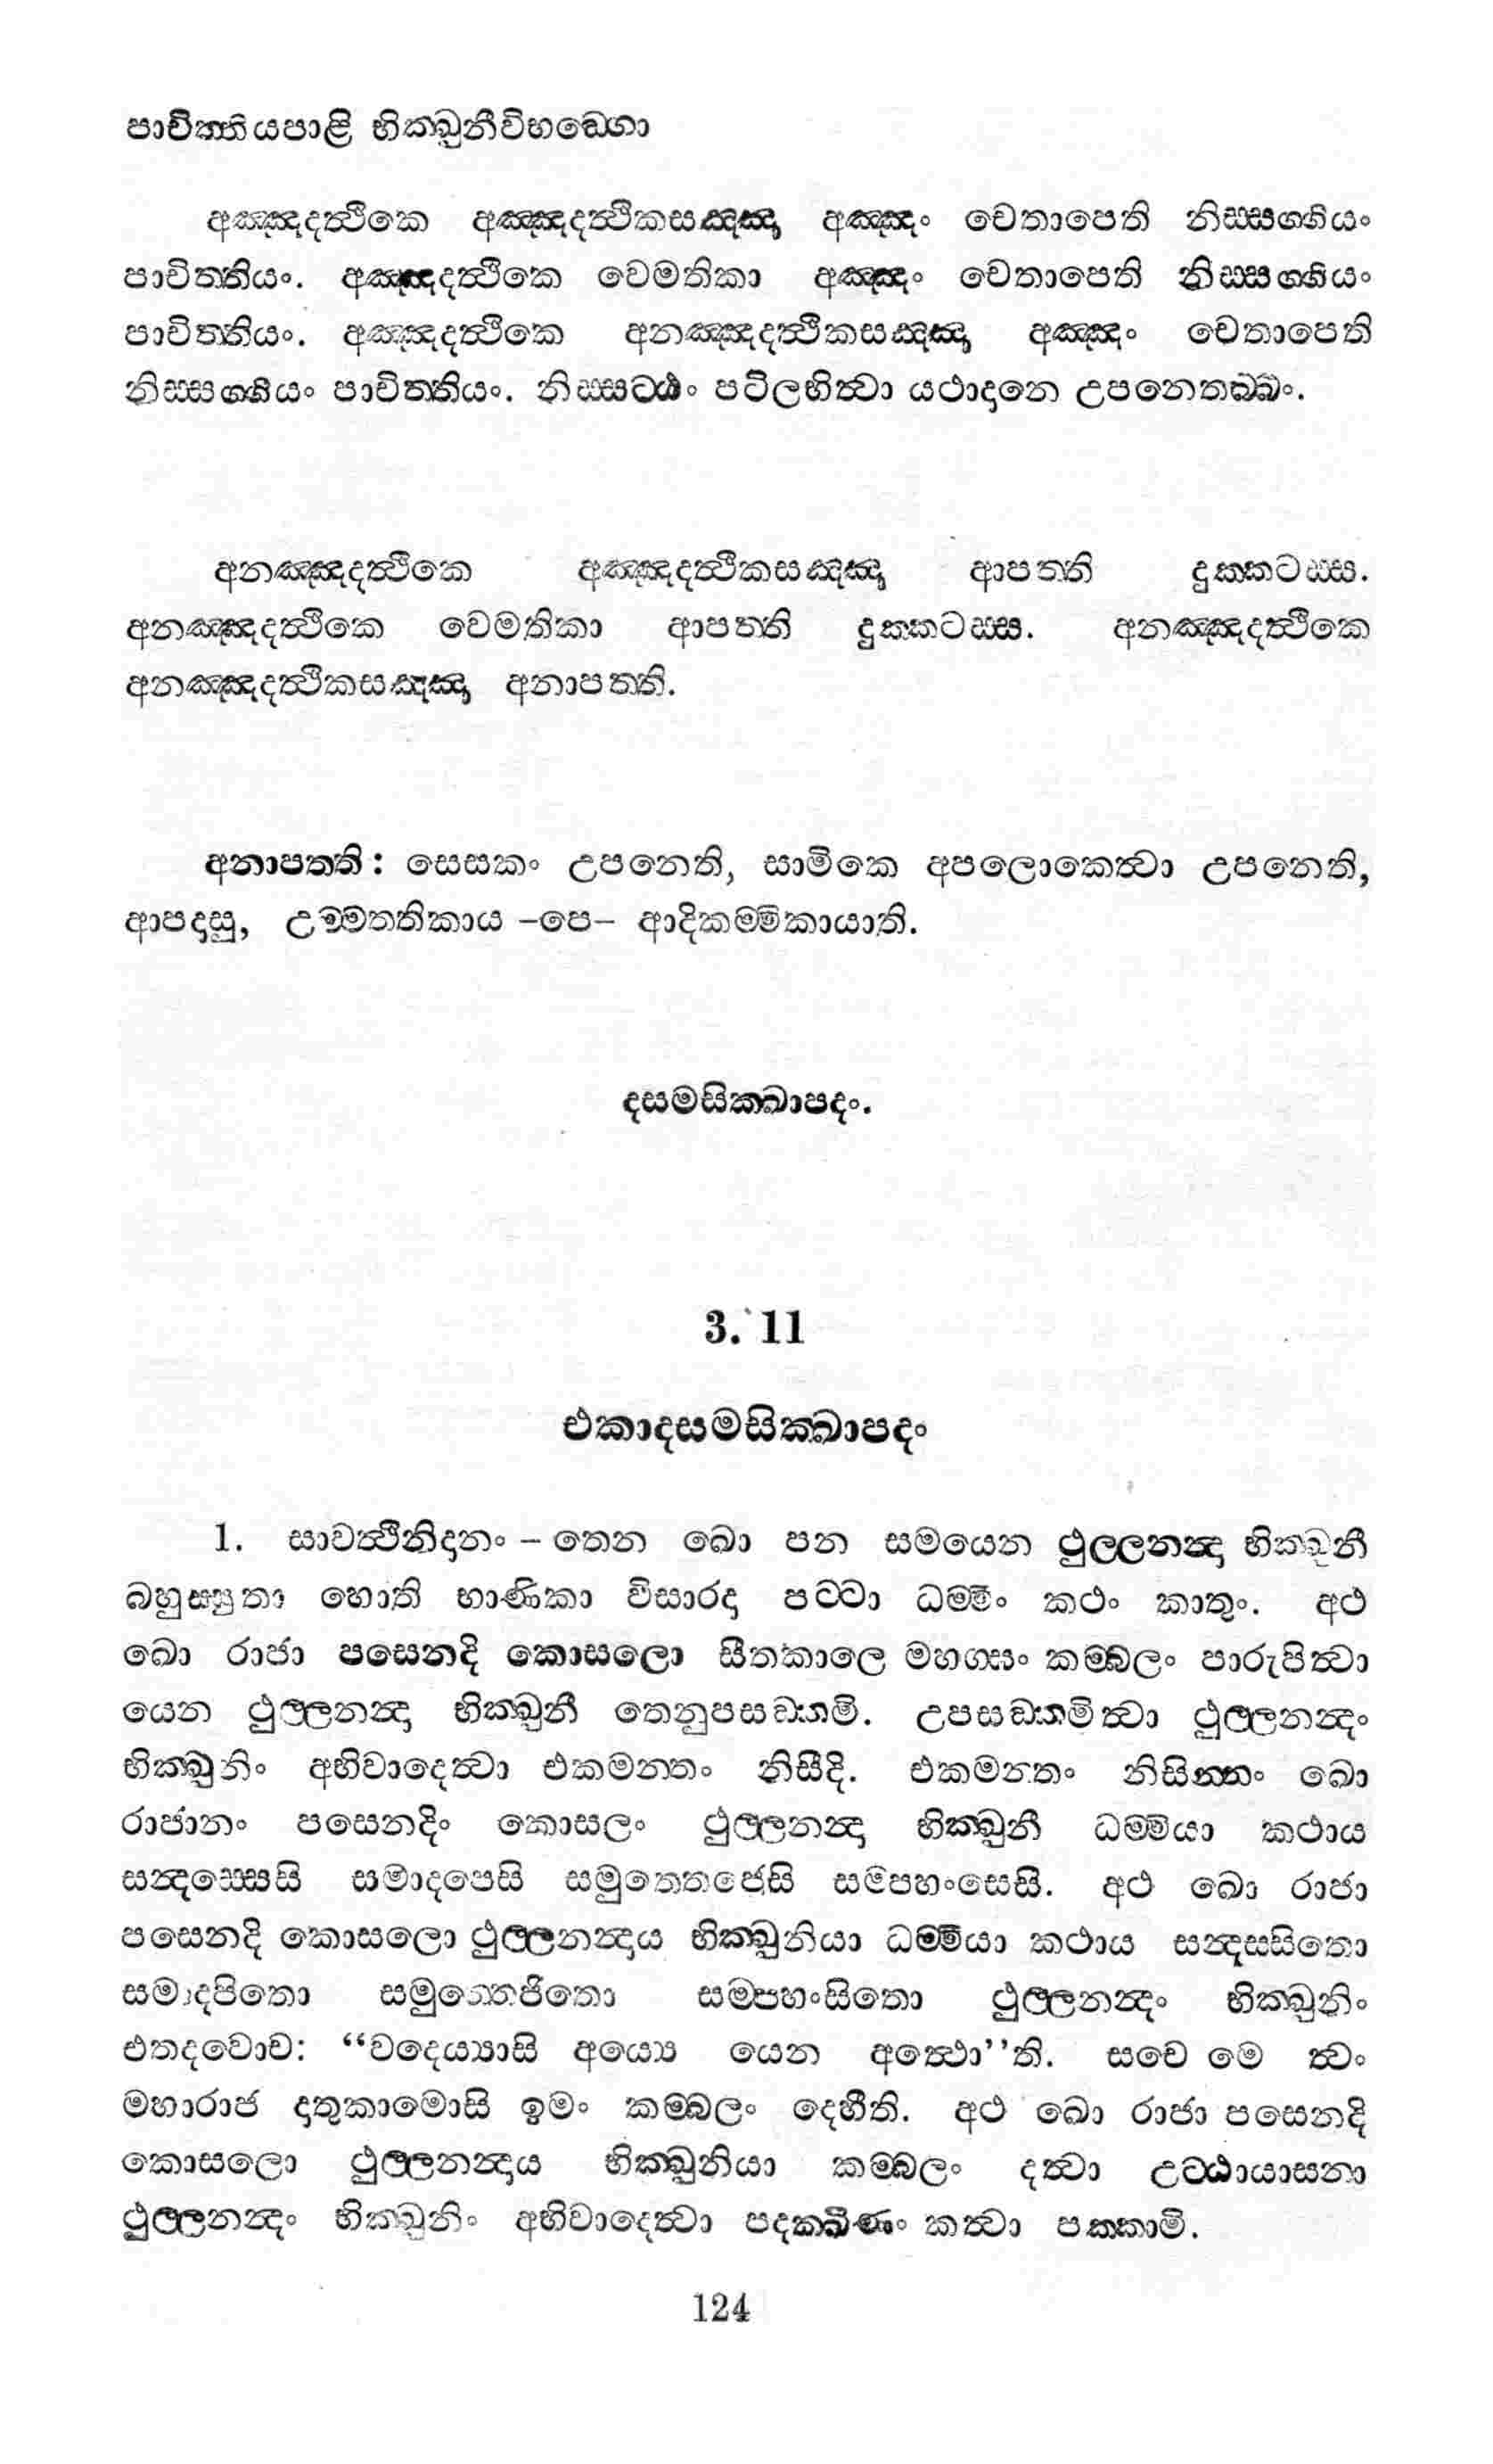 පාචිත්තියපාළි භික්ඛුනීවිභඞ්ගො
අඤ්ඤදත්ථිකෙ අඤ්ඤදත්ථිකසඤ්ඤා අඤ්ඤං චෙතාපෙති නිස්සග්ගියං
පාචිත්තියං. අඤ්ඤදත්ථිකෙ වෙමතිකා අඤ්ඤං චෙතාපෙති නිස්සග්ගියං
පාචිත්තියං. අඤ්ඤදත්ථිකෙ අනඤ්ඤදත්ථිකසඤ්ඤා අඤ්ඤං චෙතාපෙති
නිස්සග්ගියං පාචිත්තියං. නිස්සට්ඨං පටිලභිත්වා යථාදානෙ උපනෙතබ්බං.
අනඤ්ඤදත්ථිකෙ අඤ්ඤදත්ථිකසඤ්ඤා ආපත්ති දුක්කටස්ස.
අනඤ්ඤදත්ථිකෙ වෙමතිකා ආපත්ති දුක්කටස්ස. අනඤ්ඤදත්ථිකෙ
අනඤ්ඤදත්ථිකසඤ්ඤා අනාපත්ති.
අනාපත්ති: සෙසකං උපනෙති, සාමිකෙ අපලොකෙත්වා උපනෙති,
ආපදාසු, උම්මත්තිකාය –පෙ– ආදිකම්මිකායාති.
දසමසික්ඛාපදං.
3. 11
එකාදසමසික්ඛාපදං
1. සාවත්ථිනිදානං – තෙන ඛො පන සමයෙන ථුල්ලනන්දා භික්ඛුනී
බහුස්සුතා හොති භාණිකා විසාරදා පට්ටා ධම්මිං කථං කාතුං. අථ
ඛො රාජා පසෙනදි කොසලො සීතකාලෙ මහග්ඝං කම්බලං පාරුපිත්වා
යෙන ථුල්ලනන්දා භික්ඛුනී තෙනුපසඞ්කමි. උපසඞ්කමිත්වා ථුල්ලනන්දං
භික්ඛුනිං අභිවාදෙත්වා එකමන්තං නිසීදි. එකමන්තං නිසින්නං ඛො
රාජානං පසෙනදිං කොසලං ථුල්ලනන්දා භික්ඛුනී ධම්මියා කථාය
සන්දස්සෙසි සමාදපෙසි සමුත්තෙජෙසි සම්පහංසෙසි. අථ ඛො රාජා
පසෙනදි කොසලො ථුල්ලනන්දාය භික්ඛුනියා ධම්මියා කථාය සන්දස්සිතො
සමාදපිතො සමුත්තෙජිතො සම්පහංසිතො ථුල්ලනන්දං භික්ඛුනිං
එතදවොච: “වදෙය්‍යාසි අය්‍යෙ යෙන අත්ථො’’ති. සචෙ මෙ ත්වං
මහාරාජ දාතුකාමොසි ඉමං කම්බලං දෙහීති. අථ ඛො රාජා පසෙනදි
කොසලො ථුල්ලනන්දාය භික්ඛුනියා කම්බලං දත්වා උට්ඨායාසනා
ථුල්ලනන්දං භික්ඛුනිං අභිවාදෙත්වා පදක්ඛිණං කත්වා පක්කාමි.
124